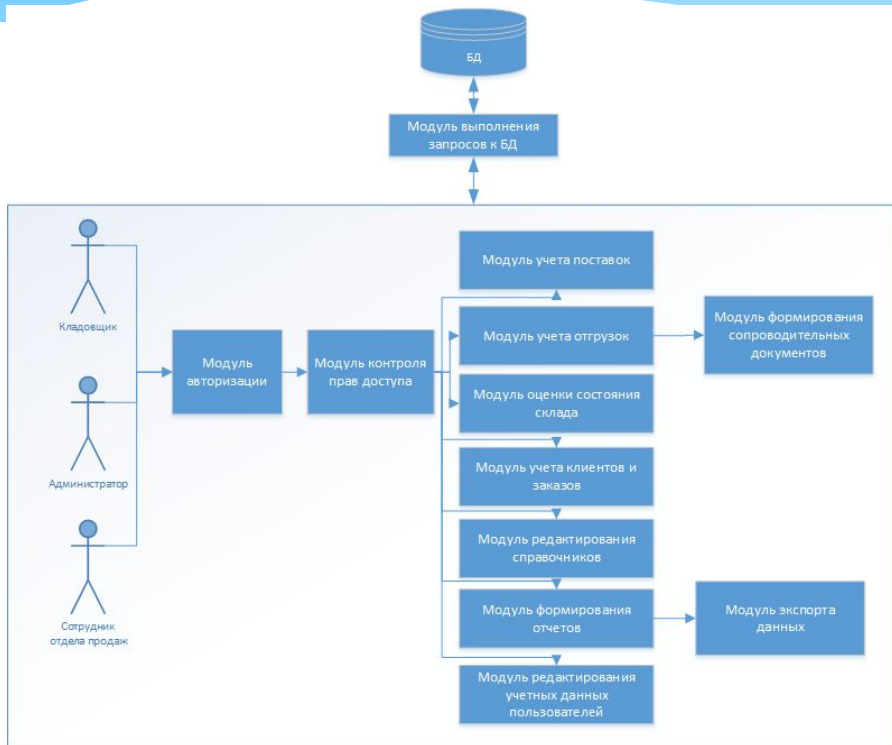 БД
Модуль выполнения
запросов к БД
Кладовщик
Администратор
Сотрудник
отдела продаж
Модуль
авторизации
Модуль контроля
прав доступа
Модуль учета поставок
Модуль учета отгрузок
Модуль формирования
сопроводительных
документов
Модуль оценки состояния
склада
Модуль учета клиентов и
заказов
Модуль редактирования
справочников
Модуль формирования
отчетов
Модуль экспорта
данных
Модуль редактирования
учетных данных
пользователей